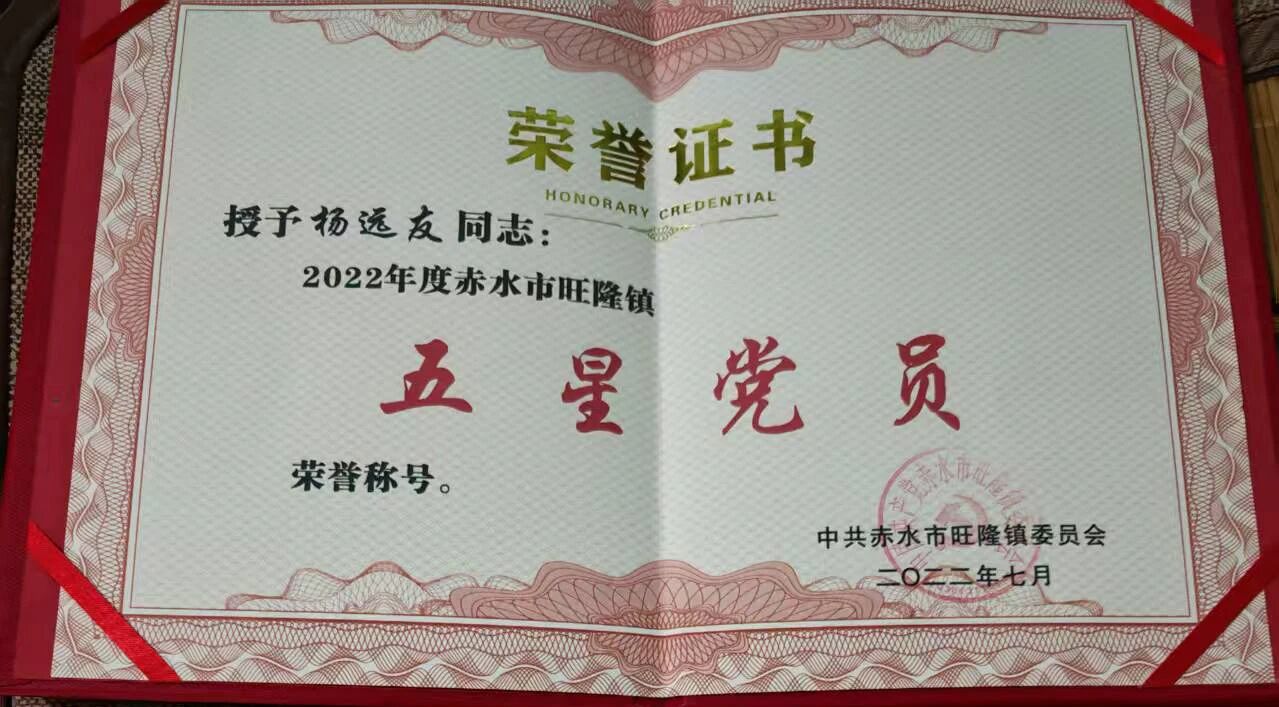 荣誉证书
HONORARY CREDENTIAL
授予杨远友同志：
2022年度赤水市旺隆镇
五星党员
荣誉称号。
中共赤水市旺隆镇委员会
二〇二二年七月